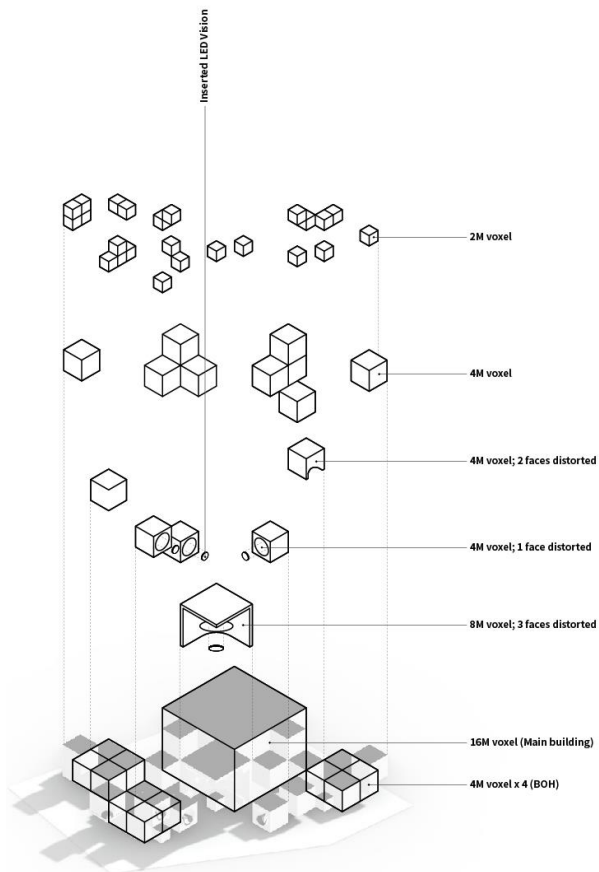 Inserted LED Vision
2M voxel
4M voxel
4M voxel; 2 faces distorted
4M voxel; 1 face distorted
8M voxel; 3 faces distorted
16M voxel (Main building)
4M voxel x 4 (BOH)